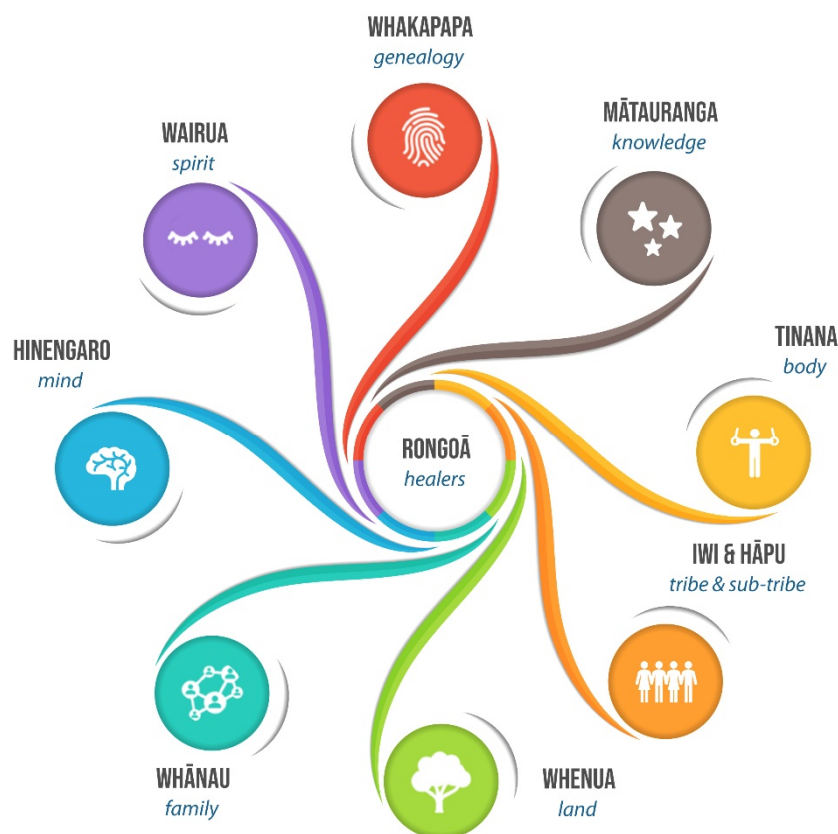 WHAKAPAPA
genealogy
MĀTAURANGA
knowledge
WAIRUA
spirit
HINENGARO
mind
TINANA
body
RONGOĀ
healers
IWI & HĀPU
tribe & sub-tribe
WHĀNAU
family
WHENUA
land